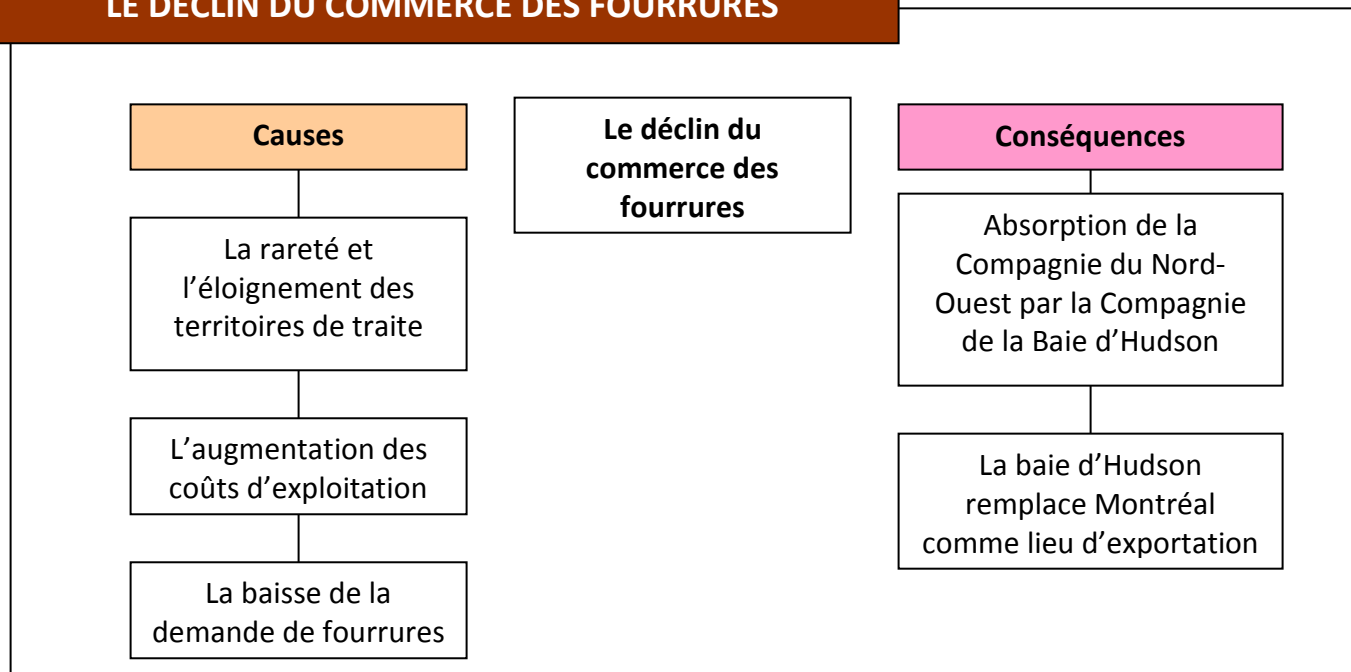 LE DÉCLIN DU COMMERCE DES FOURRURES
Causes
La rareté et
l’éloignement des
territoires de traite
L’augmentation des
coûts d’exploitation
La baisse de la
demande de fourrures
Le déclin du
commerce des
fourrures
Conséquences
Absorption de la
Compagnie du Nord-
Ouest par la Compagnie
de la Baie d’Hudson
La baie d’Hudson
remplace Montréal
comme lieu d’exportation